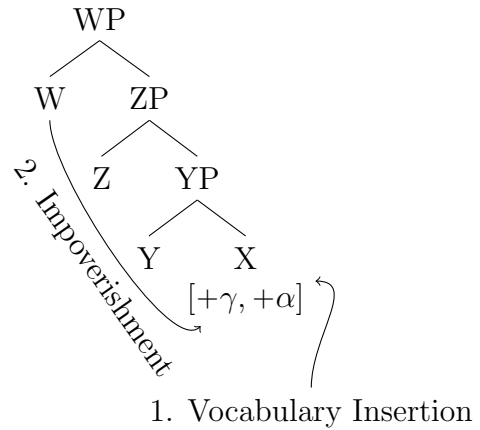 WP
W ZP
Z YP
Y X
[+γ, +α]
2. Impoverishment
1. Vocabulary Insertion